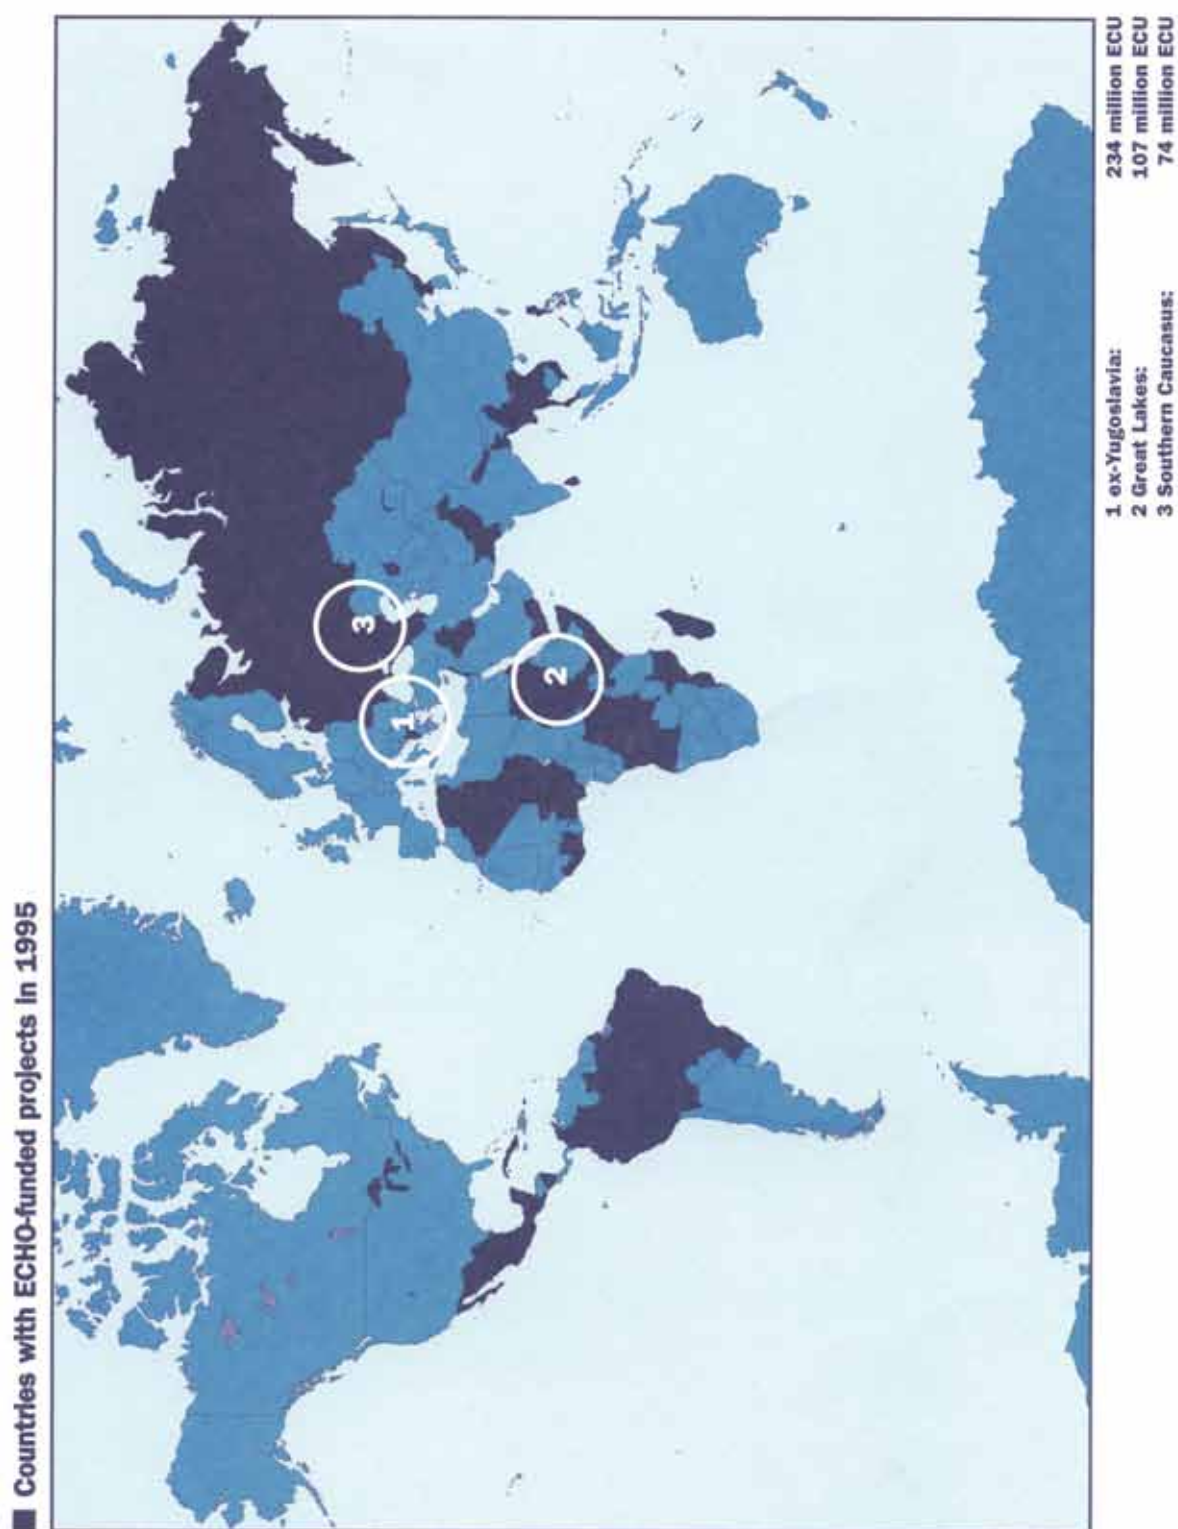 Countries with ECHO-funded projects in 1995
3
1
2
1 ex-Yugoslavia: 234 million ECU
2 Great Lakes: 107 million ECU
3 Southern Caucasus: 74 million ECU